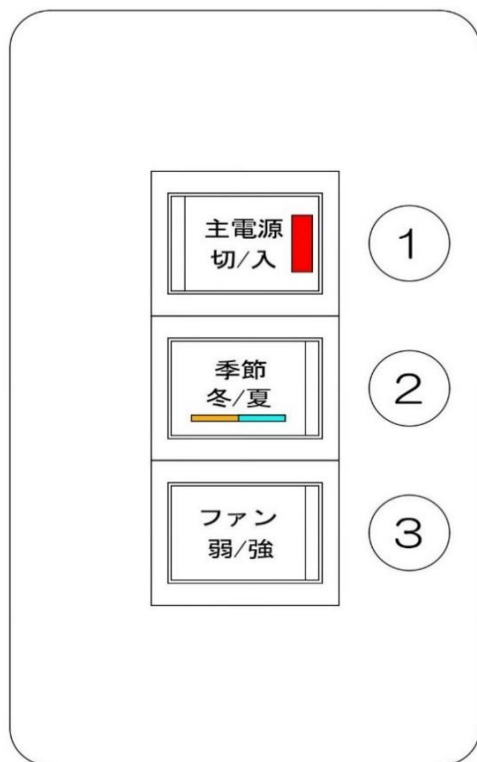 主電源
切/入
①
季節
冬/夏
②
ファン
弱/強
③